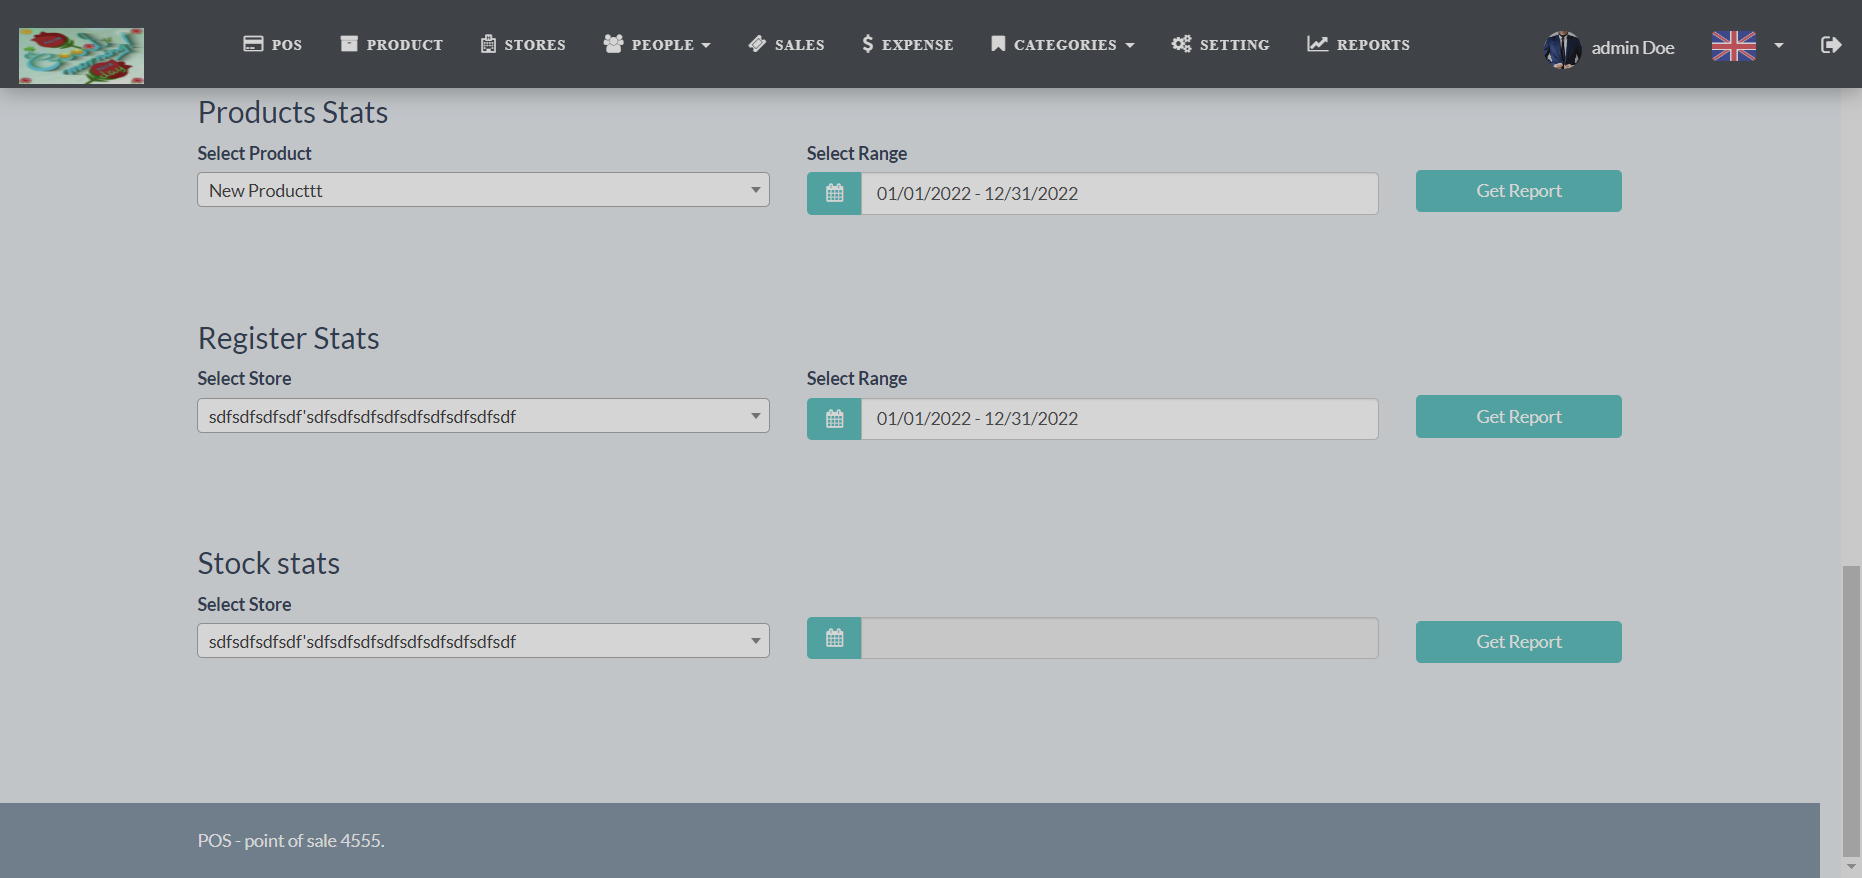 POS PRODUCT STORES PEOPLE SALES EXPENSE CATEGORIES SETTING REPORTS admin Doe
Products Stats
Select Product Select Range
New Producttt 01/01/2022 - 12/31/2022 Get Report
Register Stats
Select Store Select Range
sdfsdfsdfsdf'sdfsdfsdfsdfsdfsdfsdfsdfsdf 01/01/2022 - 12/31/2022 Get Report
Stock stats
Select Store
sdfsdfsdfsdf'sdfsdfsdfsdfsdfsdfsdfsdfsdf Get Report
POS - point of sale 4555.